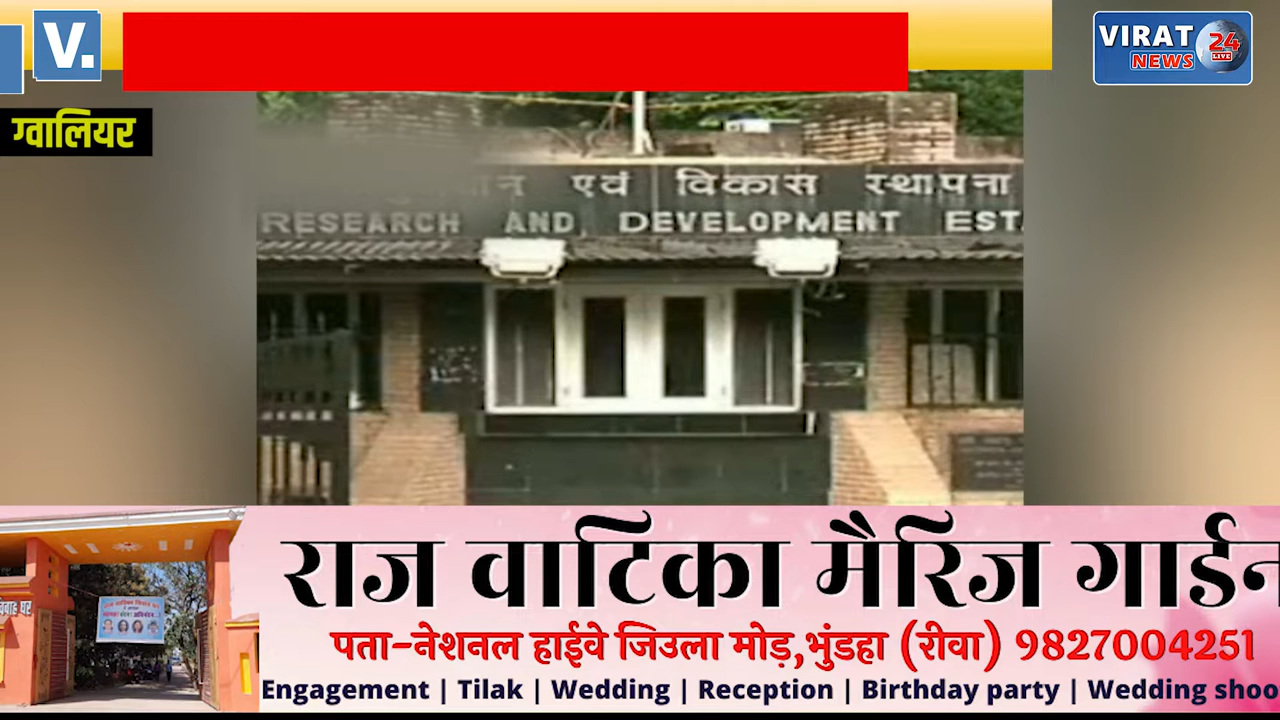 V.
VIRAT
24
NEWS
LIVE
ग्वालियर
एवं विकास स्थापना
RESEARCH AND DEVELOPMENT EST
राज वाटिका मैरिज गार्डन
पता-नेशनल हाईवे जिउला मोड़,भुंडहा (रीवा) 9827004251
Engagement | Tilak | Wedding | Reception | Birthday party | Wedding shoo